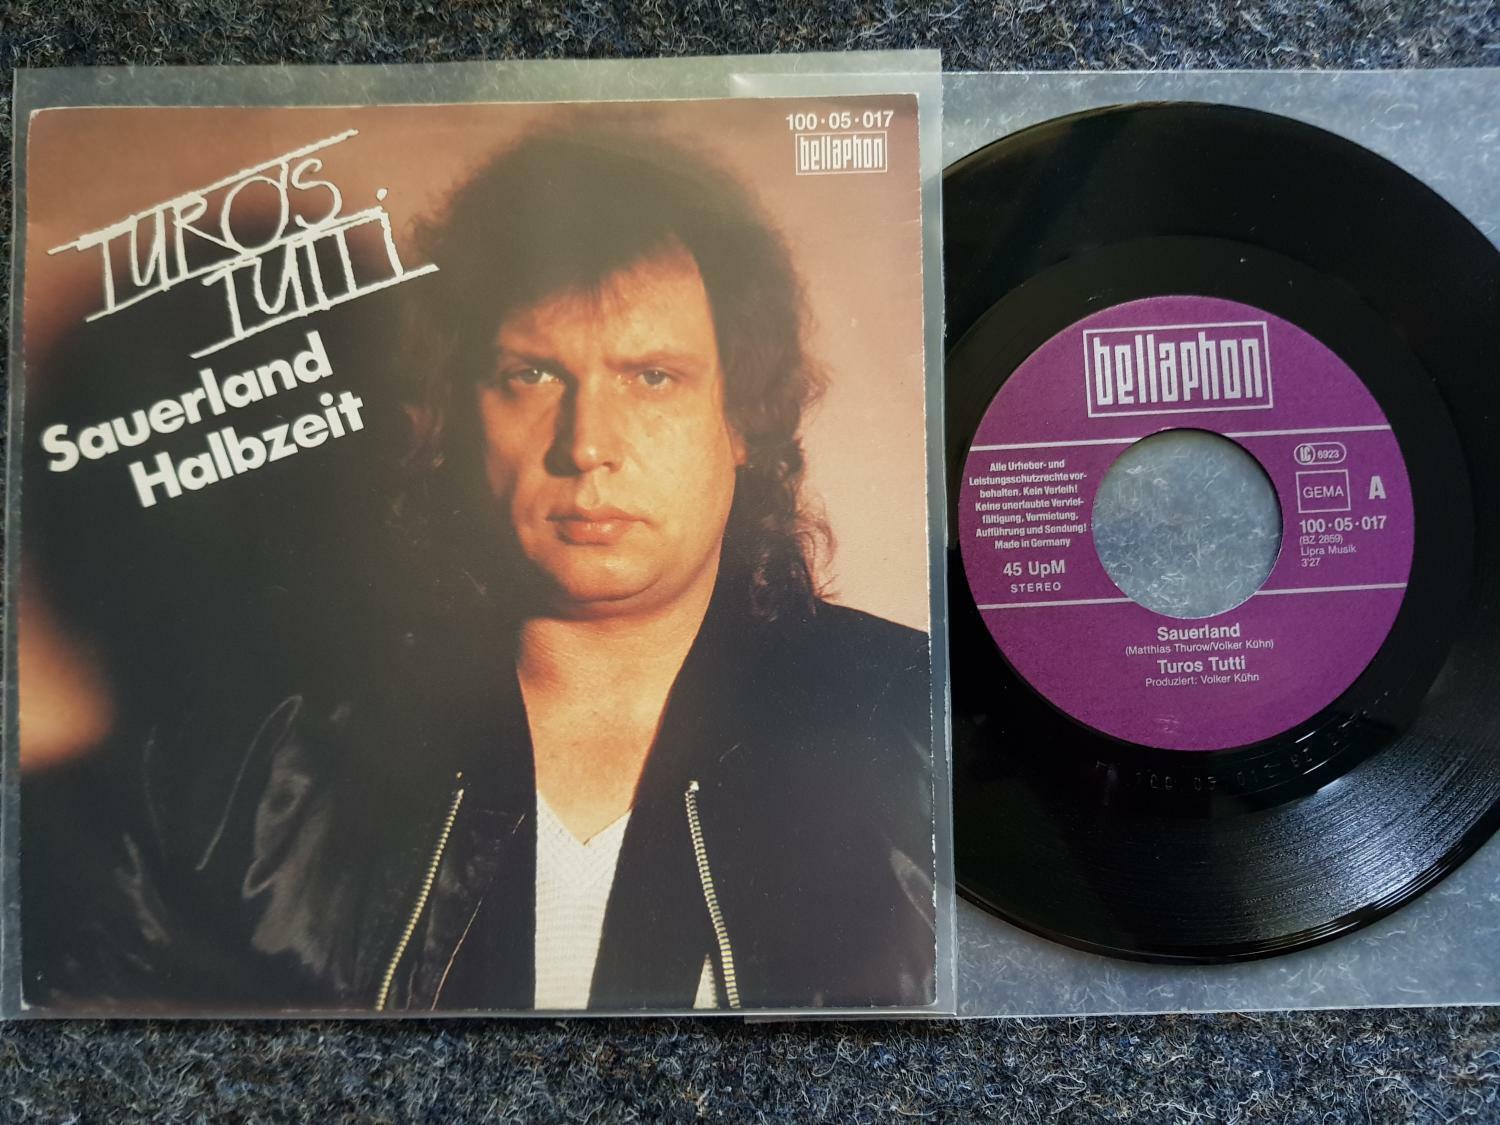 TUROS
TUTTI
Sauerland
Halbzeit
100·05·017
bellaphon
bellaphon
Alle Urheber- und
Leistungsschutzrechte vor-
behalten. Kein Verleih!
Keine unerlaubte Verviel-
fältigung, Vermietung,
Aufführung und Sendung!
Made in Germany
45 UpM
STEREO
LC 6923
GEMA A
100·05·017
(BZ 2859)
Lipra Musik
3'27
Sauerland
(Matthias Thurow/Volker Kühn)
Turos Tutti
Produziert: Volker Kühn